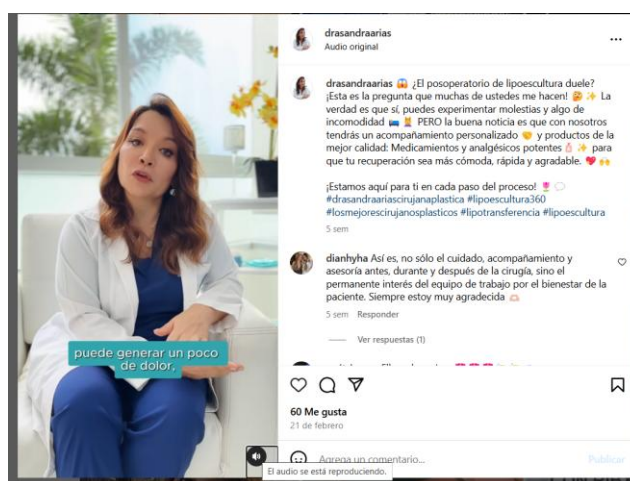 drasandraarias
Audio original
...
drasandraarias 😱 ¿El posoperatorio de lipoescultura duele?
¡Esta es la pregunta que muchas de ustedes me hacen! 🙋 ✨ La
verdad es que sí, puedes experimentar molestias y algo de
incomodidad 🛌 ⏳ PERO la buena noticia es que con nosotros
tendrás un acompañamiento personalizado 🤝 y productos de la
mejor calidad: Medicamientos y analgésicos potentes 💧 ✨ para
que tu recuperación sea más cómoda, rápida y agradable. 💖 🙌
¡Estamos aquí para ti en cada paso del proceso! 🌷 💬
#drasandraariascirujanaplastica #lipoescultura360
#losmejorescirujanosplasticos #lipotransferencia #lipoescultura
5 sem
dianhyha Así es, no sólo el cuidado, acompañamiento y
asesoría antes, durante y después de la cirugía, sino el
permanente interés del equipo de trabajo por el bienestar de la
paciente. Siempre estoy muy agradecida 🫶
5 sem Responder
Ver respuestas (1)
puede generar un poco
de dolor,
60 Me gusta
21 de febrero
Agrega un comentario...
Publicar
El audio se está reproduciendo.